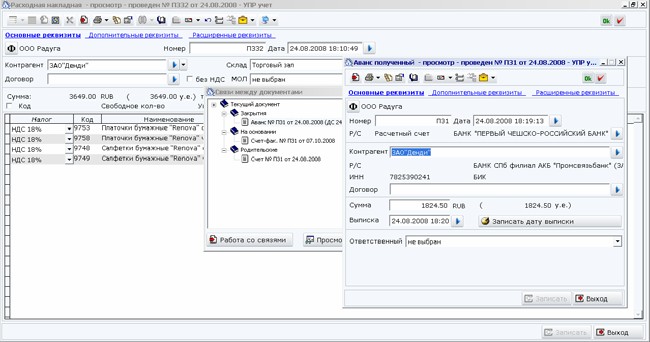 Расходная накладная - просмотр - проведен № П332 от 24.08.2008 - УПР учет
Ok
Основные реквизиты Дополнительные реквизиты Расширенные реквизиты
ООО Радуга Номер П332 Дата 24.08.2008 18:10:49
Контрагент ЗАО"Денди" Склад Торговый зал
Договор без НДС МОЛ не выбран
Сумма: 3649.00 RUB ( 3649.00 у.е.)
Код Свободное кол-во
Налог Код Наименование
НДС 18% 9753 Платочки бумажные "Renova"
НДС 18% 9758 Платочки бумажные "Renova"
НДС 18% 9748 Салфетки бумажные "Renova"
НДС 18% 9749 Салфетки бумажные "Renova"
Связи между документами
Текущий документ
Закрытия
Аванс № П31 от 24.08.2008 (ДС 24
На основании
Счет-фак. № П31 от 07.10.2008
Родительские
Счет № П31 от 24.08.2008
Работа со связями Просмо
Аванс полученный - просмотр - проведен № П31 от 24.08.2008 - УПР у...
Ok
Основные реквизиты Дополнительные реквизиты Расширенные реквизиты
ООО Радуга
Номер П31 Дата 24.08.2008 18:19:13
Р/С Расчетный счет БАНК "ПЕРВЫЙ ЧЕШСКО-РОССИЙСКИЙ БАНК"
Контрагент ЗАО"Денди"
Р/С БАНК СПб филиал АКБ "Промсвязьбанк" (ЗА
ИНН 7825390241 БИК
Договор
Сумма 1824.50 RUB ( 1824.50 у.е.)
Выписка 24.08.2008 18:20 Записать дату выписки
Ответственный не выбран
Записать Выход
Записать Выход